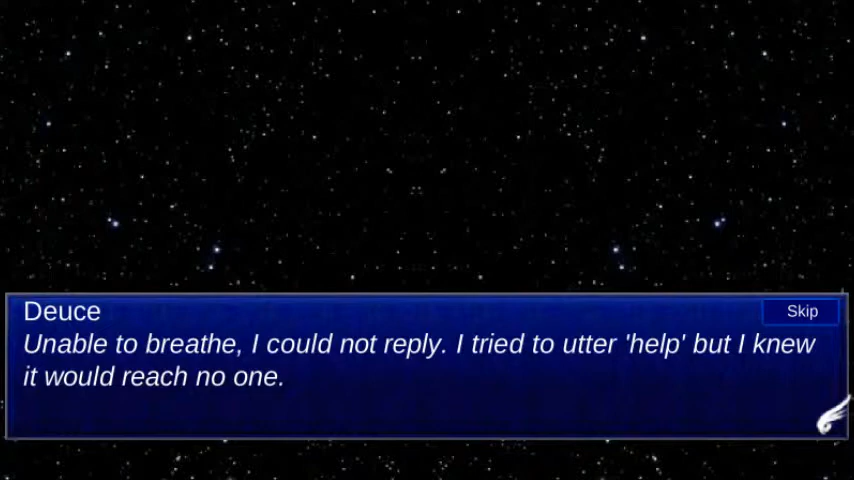 Deuce
Skip
Unable to breathe, I could not reply. I tried to utter 'help' but I knew
it would reach no one.